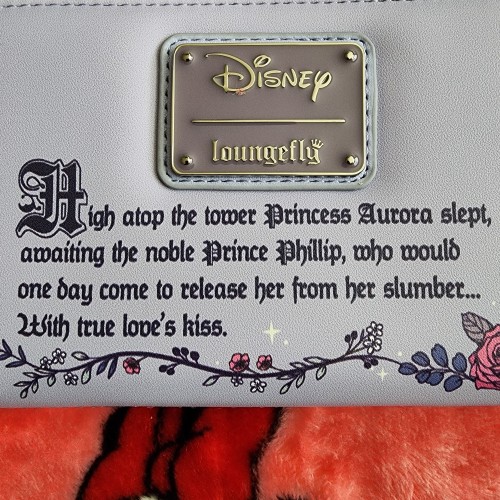 Disney
loungefly
High atop the tower Princess Aurora slept,
awaiting the noble Prince Phillip, who would
one day come to release her from her slumber...
With true love's kiss.